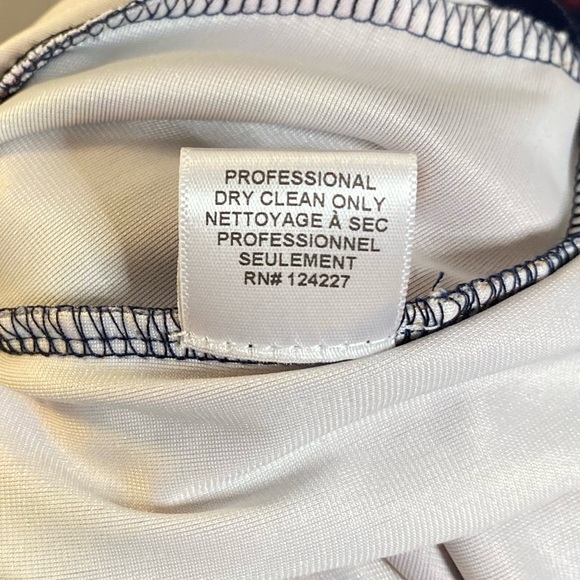 PROFESSIONAL
DRY CLEAN ONLY
NETTOYAGE À SEC
PROFESSIONNEL
SEULEMENT
RN# 124227